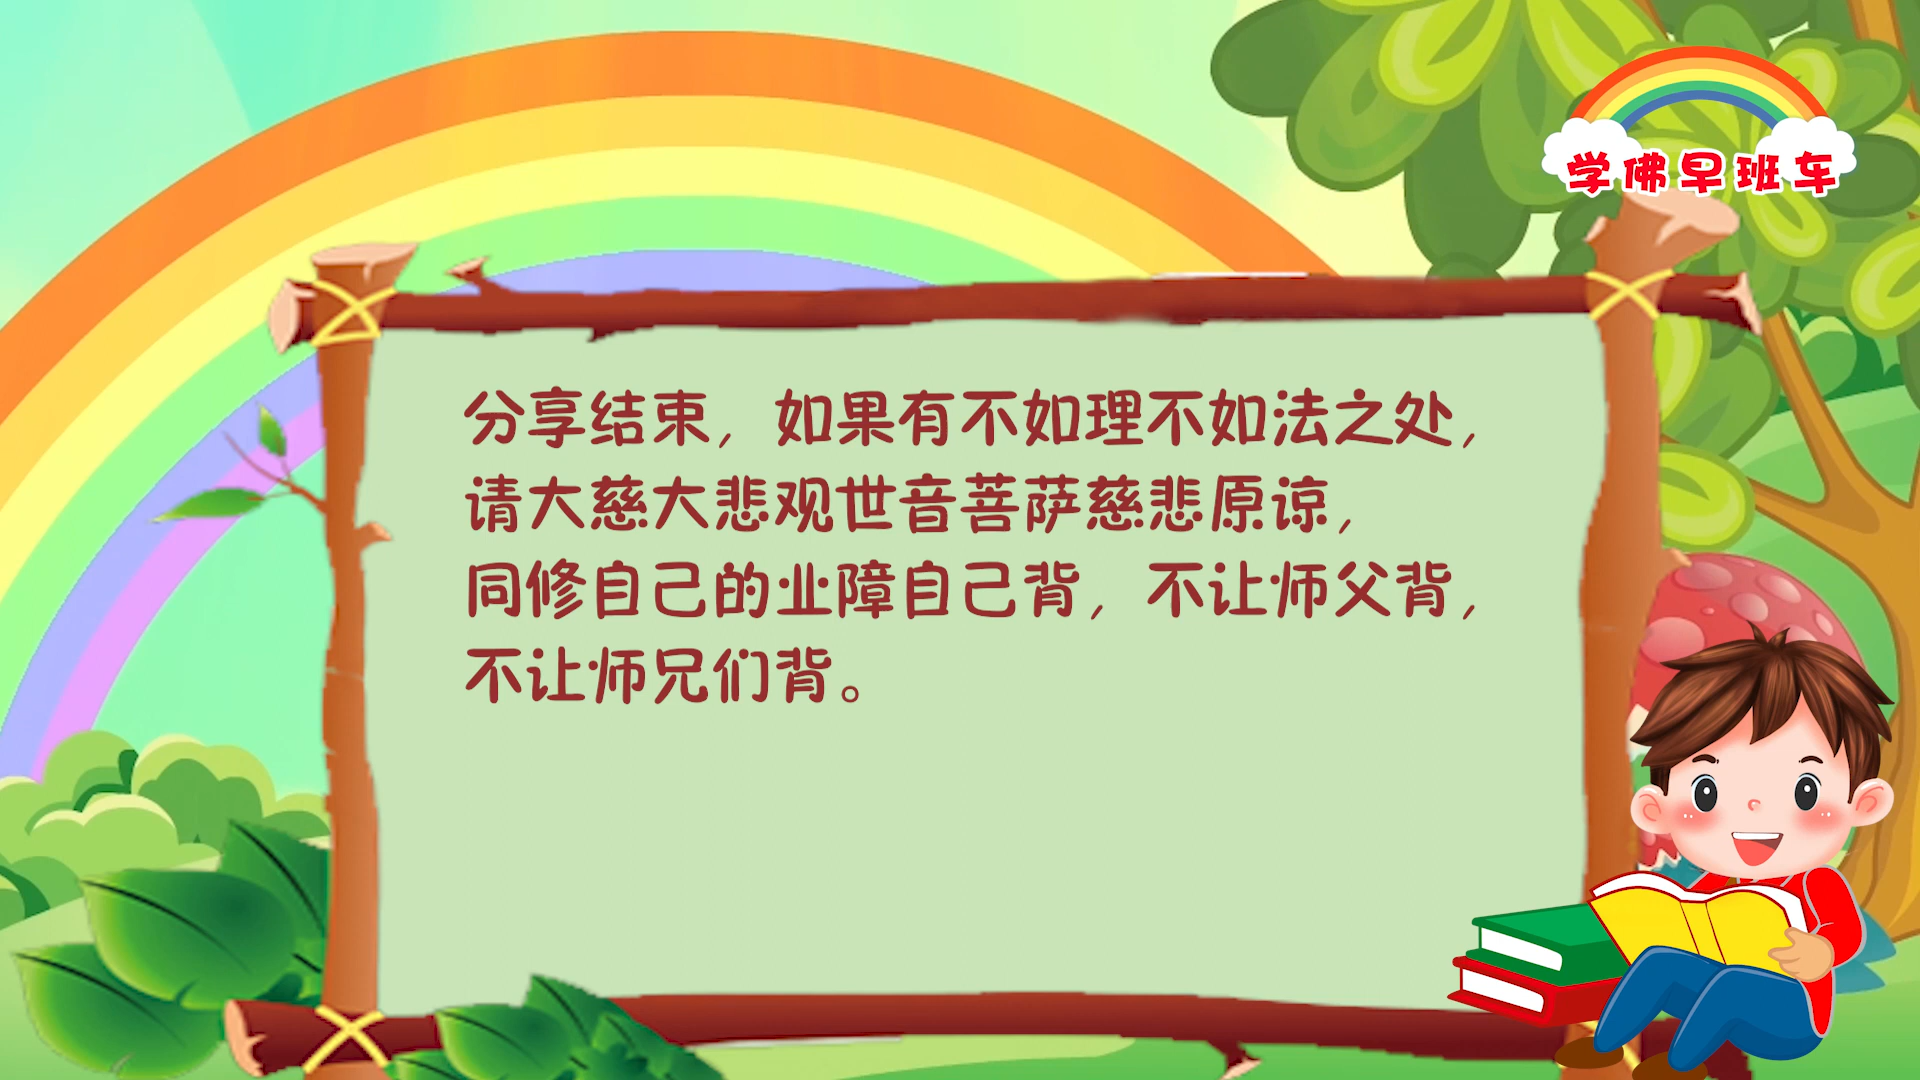 学佛早班车
分享结束，如果有不如理不如法之处，
请大慈大悲观世音菩萨慈悲原谅，
同修自己的业障自己背，不让师父背，
不让师兄们背。